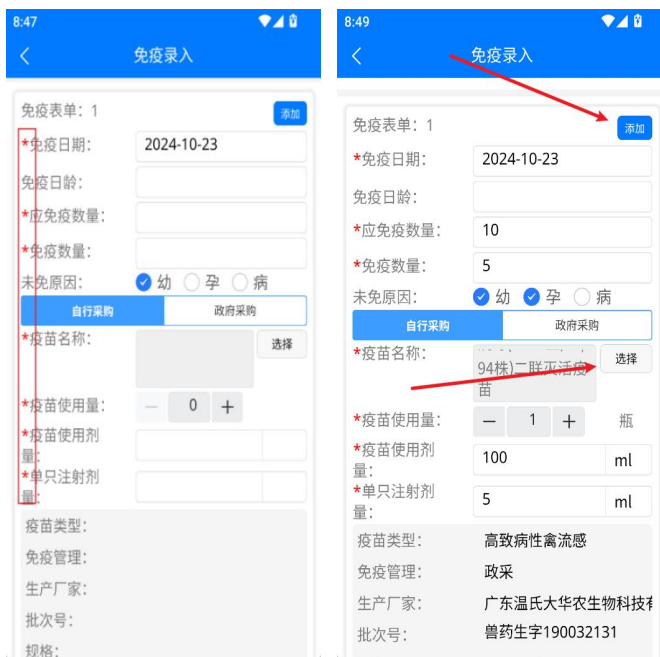 8:47
免疫录入
免疫表单：1
添加
*免疫日期：
2024-10-23
免疫日龄：
*应免疫数量：
*免疫数量：
未免原因：
幼
孕
病
自行采购
政府采购
*疫苗名称：
选择
*疫苗使用量：
— 0 +
*疫苗使用剂
量：
*单只注射剂
量：
疫苗类型：
免疫管理：
生产厂家：
批次号：
规格：
8:49
免疫录入
免疫表单：1
添加
*免疫日期：
2024-10-23
免疫日龄：
*应免疫数量：
10
*免疫数量：
5
未免原因：
幼
孕
病
自行采购
政府采购
*疫苗名称：
94株)二联灭活疫
苗
选择
*疫苗使用量：
— 1 +
瓶
*疫苗使用剂
量：
100
ml
*单只注射剂
量：
5
ml
疫苗类型：
高致病性禽流感
免疫管理：
政采
生产厂家：
广东温氏大华农生物科技有
批次号：
兽药生字190032131